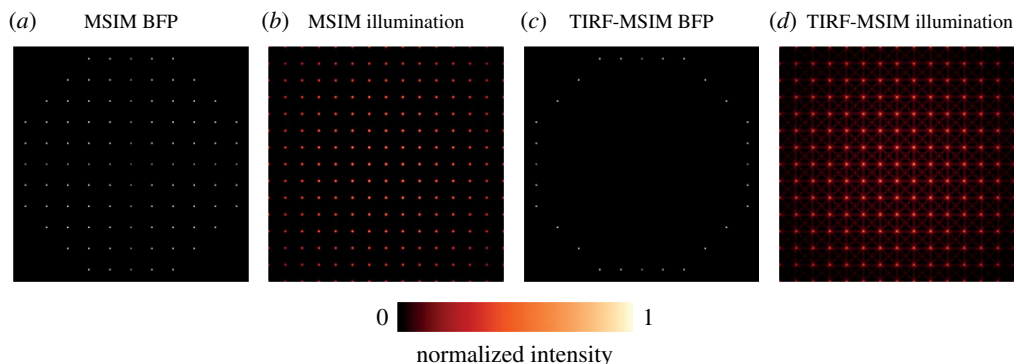 (a) MSIM BFP (b) MSIM illumination (c) TIRF-MSIM BFP (d) TIRF-MSIM illumination
0 1
normalized intensity